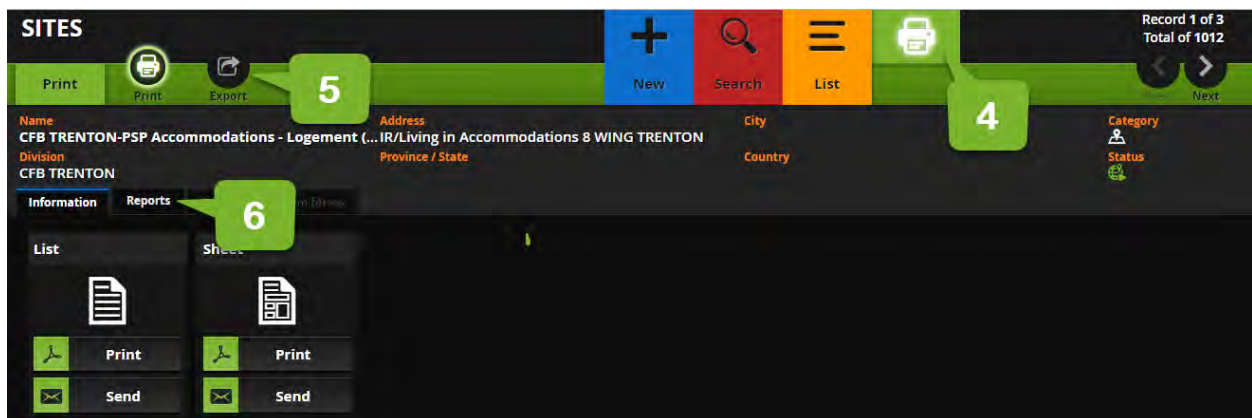 SITES
Record 1 of 3
Total of 1012
Print
Print
Export
5
New
Search
List
4
Next
Name
CFB TRENTON-PSP Accommodations - Logement (...
Address
IR/Living in Accommodations 8 WING TRENTON
City
Category
Division
CFB TRENTON
Province / State
Country
Status
Information
Reports
6
List
Sheet
Print
Print
Send
Send